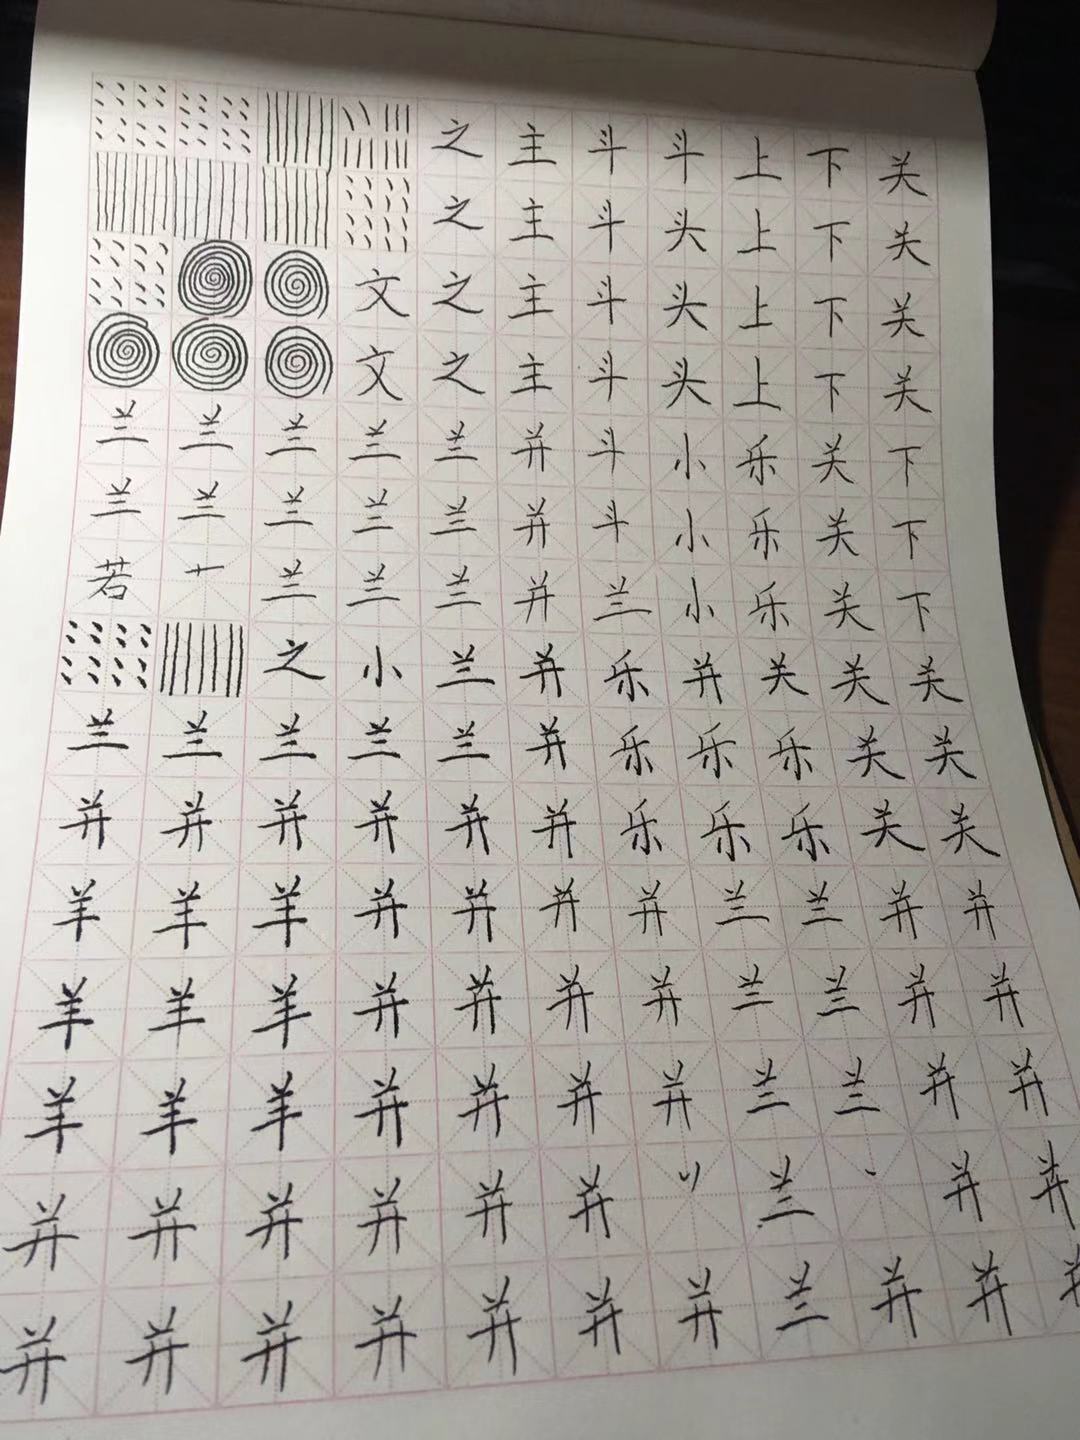 之主斗斗上下关
之主斗头上下关
文之主斗头上下关
文之主斗头上下关
兰兰兰兰兰并斗小乐关下
兰兰兰兰兰并斗小乐关下
若十兰兰兰并兰小乐关下
之小兰并乐并关关关
兰兰兰兰兰并乐乐乐关关
并并并并并并乐乐乐关关
羊羊羊并并并并兰兰并并
羊羊羊并并并并兰兰并并
羊羊羊并并并并兰兰并并
并并并并并兰并并
并并并并并并并兰并并